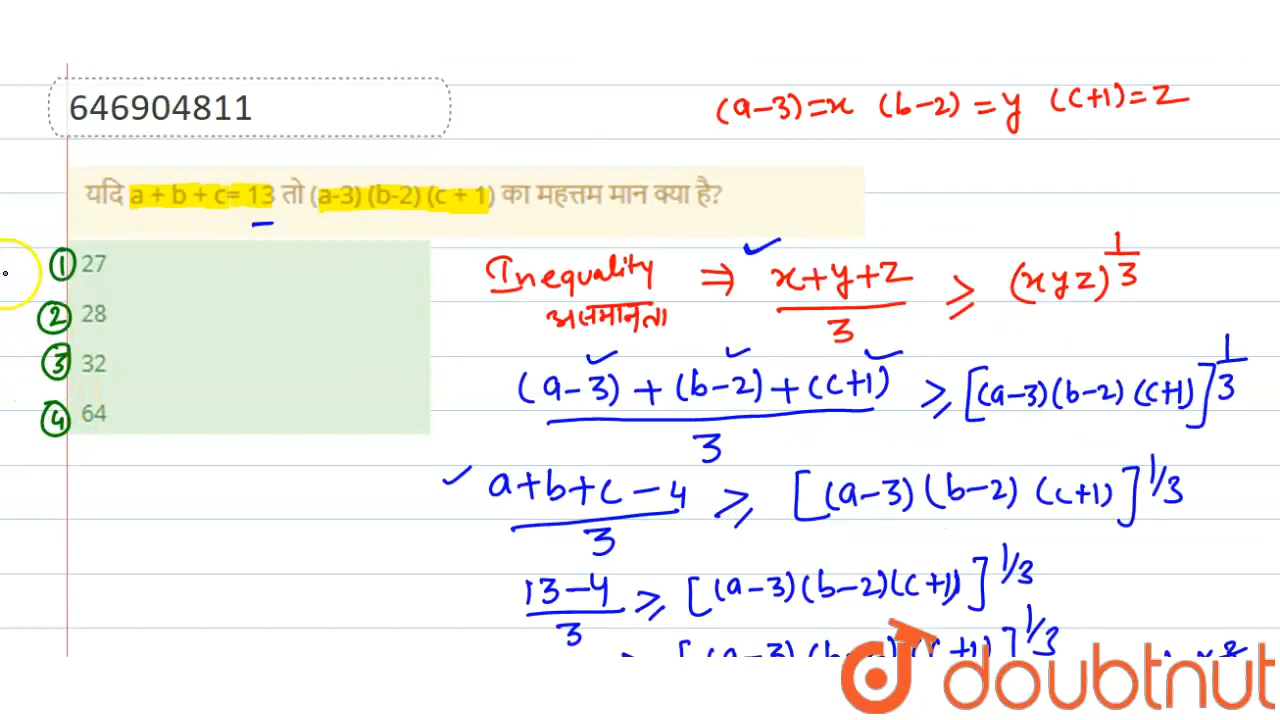 646904811
(a-3)=x (b-2)=y (c+1)=z
यदि a + b + c= 13 तो (a-3) (b-2) (c + 1) का महत्तम मान क्या है?
① 27
② 28
③ 32
④ 64
Inequality ⇒ x+y+z/3 ≥ (xyz)^1/3
असमानता
(a-3)+(b-2)+(c+1)/3 ≥ [(a-3)(b-2)(c+1)]^1/3
a+b+c-4/3 ≥ [(a-3)(b-2)(c+1)]^1/3
13-4/3 ≥ [(a-3)(b-2)(c+1)]^1/3
doubtnut